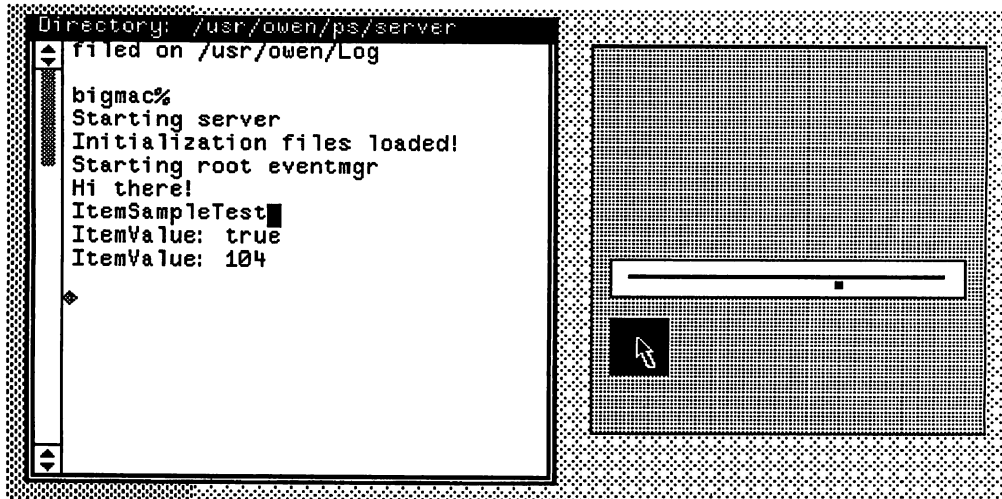 Directory: /usr/owen/ps/server
filed on /usr/owen/Log
bigmac%
Starting server
Initialization files loaded!
Starting root eventmgr
Hi there!
ItemSampleTest
ItemValue: true
ItemValue: 104